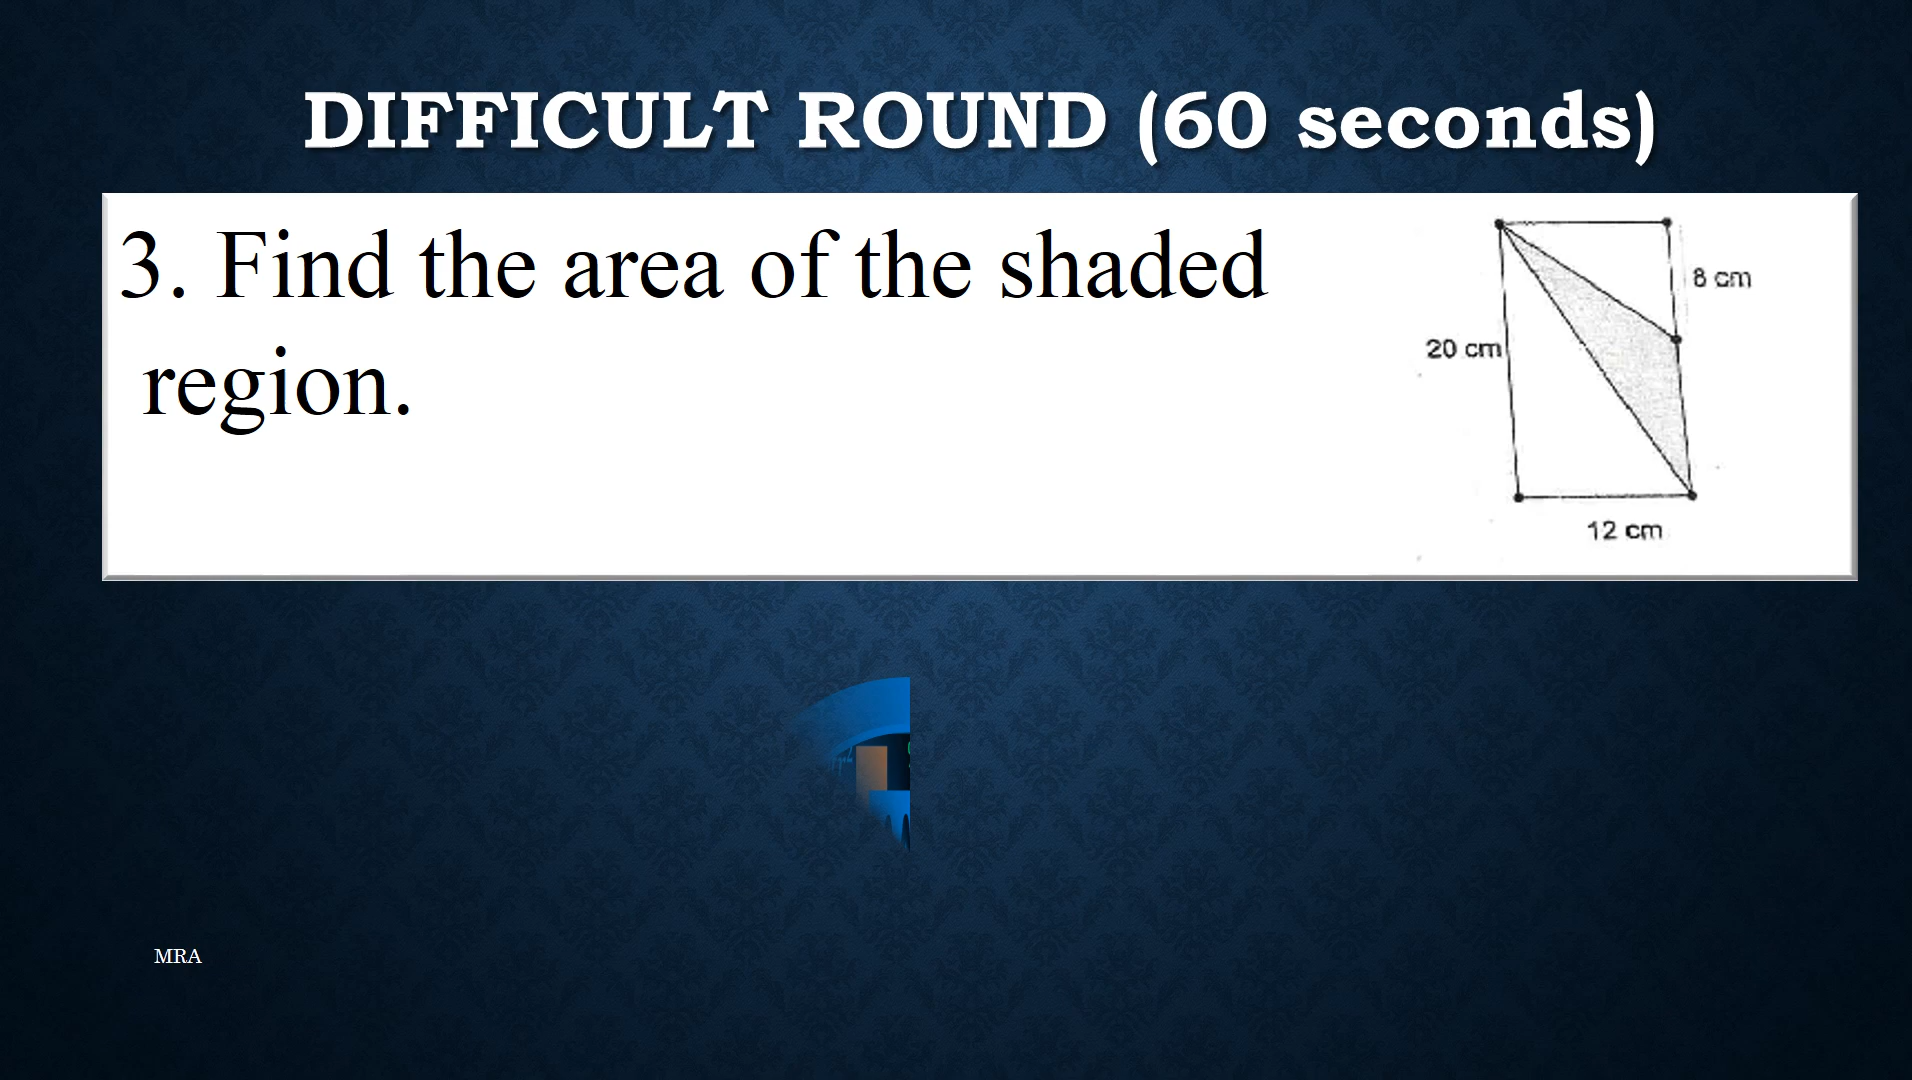 DIFFICULT ROUND (60 seconds)
3. Find the area of the shaded
region.
8 cm
20 cm
12 cm
MRA